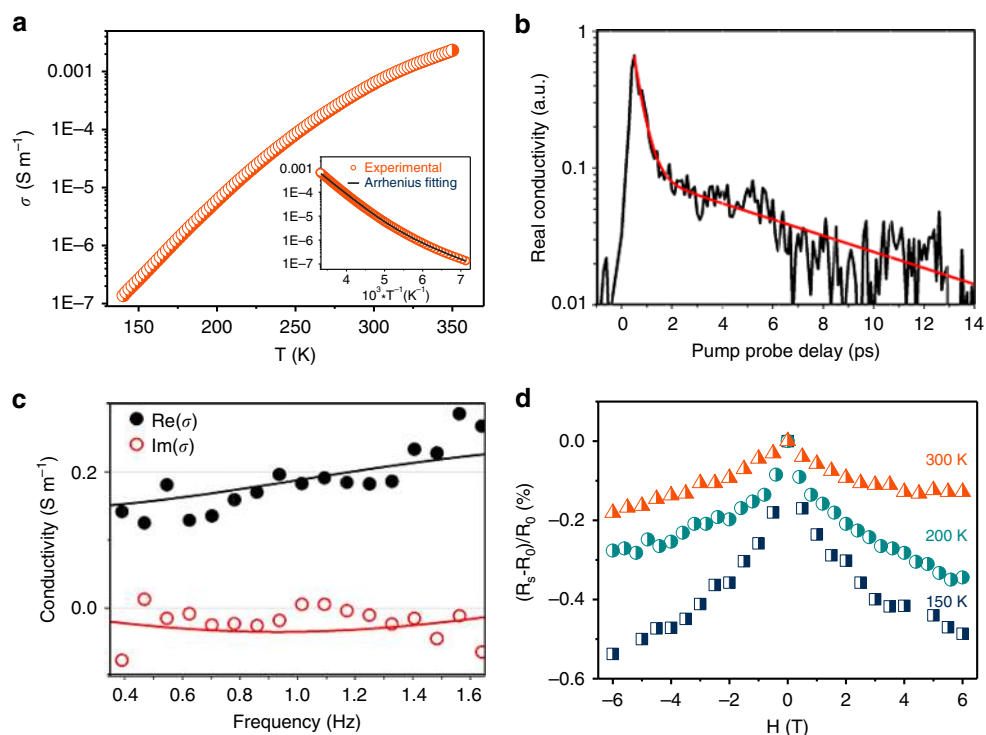 a
σ (S m⁻¹)
0.001
1E−4
1E−5
1E−6
1E−7
150
200
250
300
350
T (K)
0.001
1E−4
1E−5
1E−6
1E−7
Experimental
Arrhenius fitting
4
5
6
7
10³*T⁻¹(K⁻¹)
b
Real conductivity (a.u.)
1
0.1
0.01
0
2
4
6
8
10
12
14
Pump probe delay (ps)
c
Conductivity (S m⁻¹)
Re(σ)
Im(σ)
0.2
0.0
0.4
0.6
0.8
1.0
1.2
1.4
1.6
Frequency (Hz)
d
(Rₛ-R₀)/R₀ (%)
0.0
−0.2
−0.4
−0.6
300 K
200 K
150 K
−6
−4
−2
0
2
4
6
H (T)